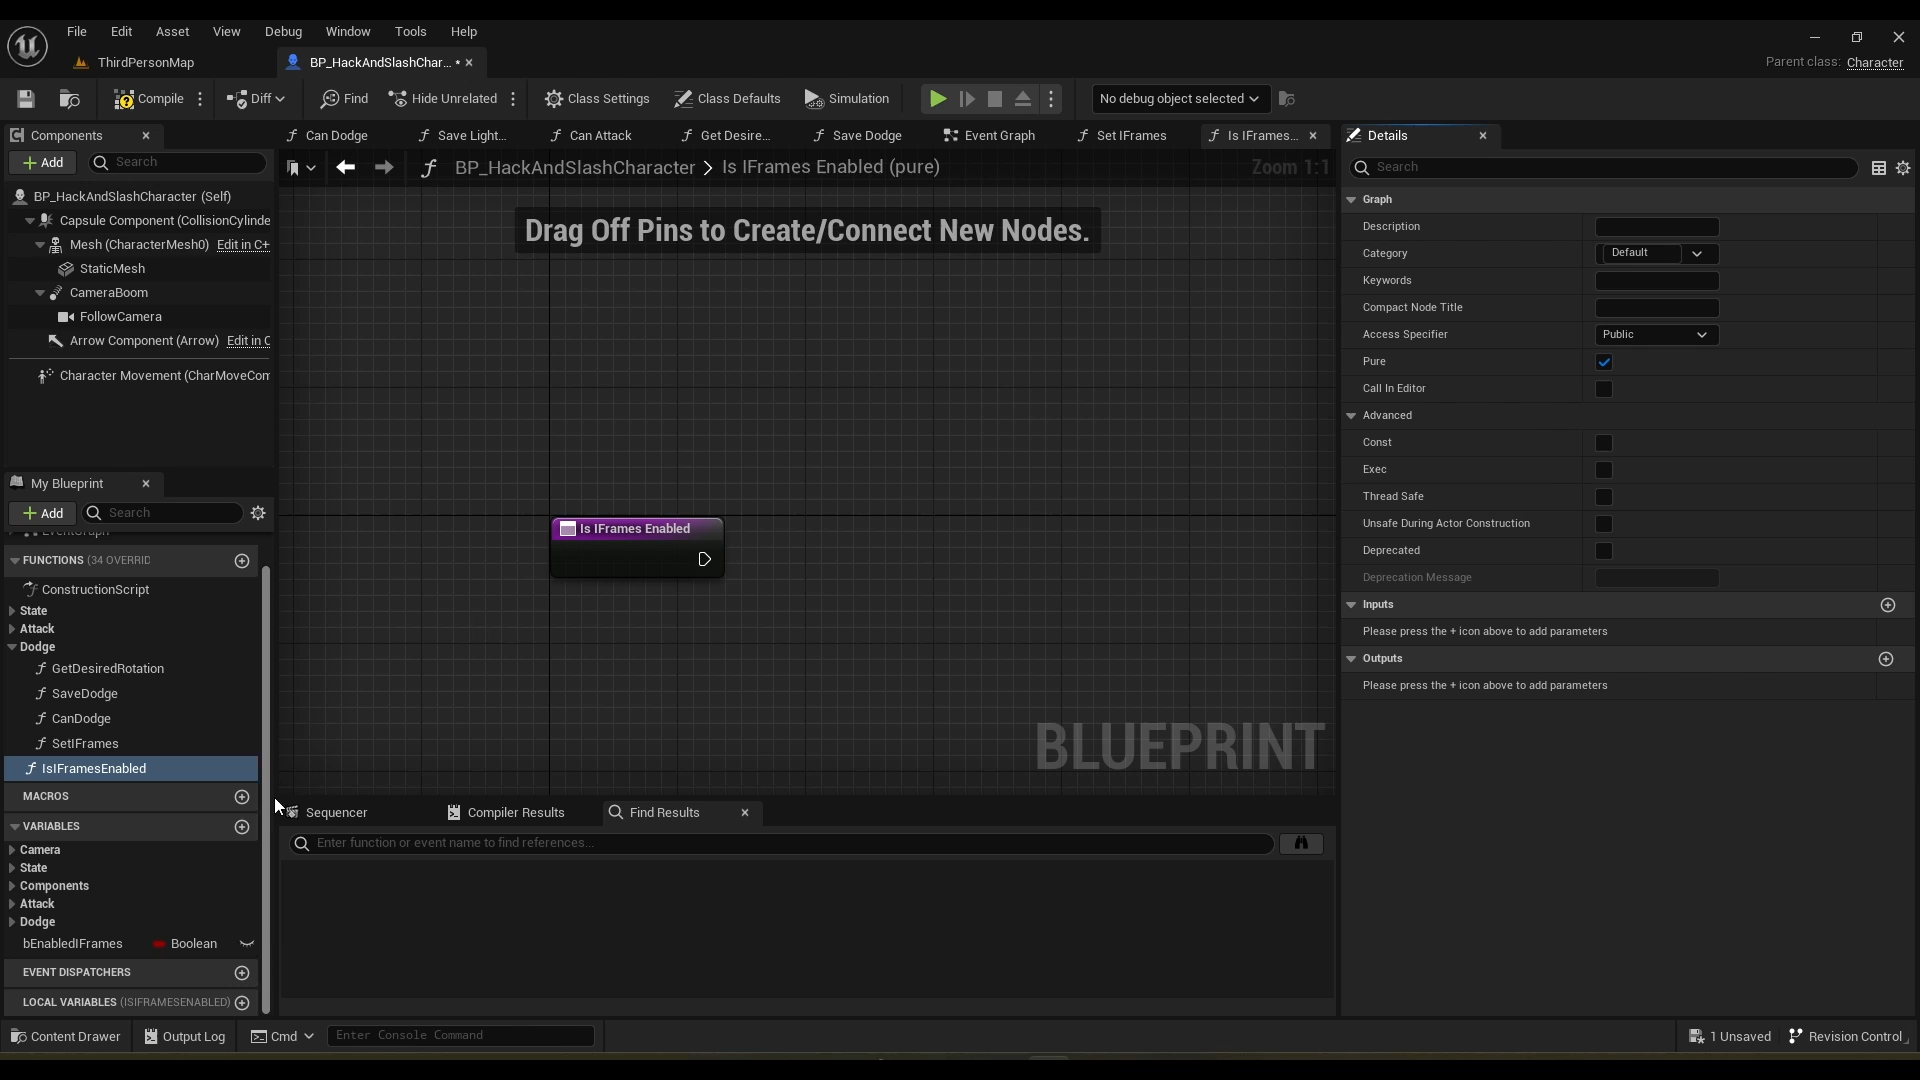 File Edit Asset View Debug Window Tools Help
ThirdPersonMap
BP_HackAndSlashChar... •
Parent class: Character
Compile
Diff
Find
Hide Unrelated
Class Settings
Class Defaults
Simulation
No debug object selected
Components
Can Dodge
Save Light...
Can Attack
Get Desire...
Save Dodge
Event Graph
Set IFrames
Is IFrames...
Details
Add
Search
BP_HackAndSlashCharacter > Is IFrames Enabled (pure)
Zoom 1:1
Search
BP_HackAndSlashCharacter (Self)
Capsule Component (CollisionCylinde
Mesh (CharacterMesh0) Edit in C+
StaticMesh
CameraBoom
FollowCamera
Arrow Component (Arrow) Edit in C
Character Movement (CharMoveCom
Drag Off Pins to Create/Connect New Nodes.
Is IFrames Enabled
BLUEPRINT
Graph
Description
Category Default
Keywords
Compact Node Title
Access Specifier Public
Pure
Call In Editor
Advanced
Const
Exec
Thread Safe
Unsafe During Actor Construction
Deprecated
Deprecation Message
Inputs
Please press the + icon above to add parameters
Outputs
Please press the + icon above to add parameters
My Blueprint
Add
Search
EventGraph
FUNCTIONS (34 OVERRID
ConstructionScript
State
Attack
Dodge
GetDesiredRotation
SaveDodge
CanDodge
SetIFrames
IsIFramesEnabled
MACROS
VARIABLES
Camera
State
Components
Attack
Dodge
bEnabledIFrames Boolean
EVENT DISPATCHERS
LOCAL VARIABLES (ISIFRAMESENABLED)
Sequencer
Compiler Results
Find Results
Enter function or event name to find references...
Content Drawer
Output Log
Cmd
Enter Console Command
1 Unsaved
Revision Control